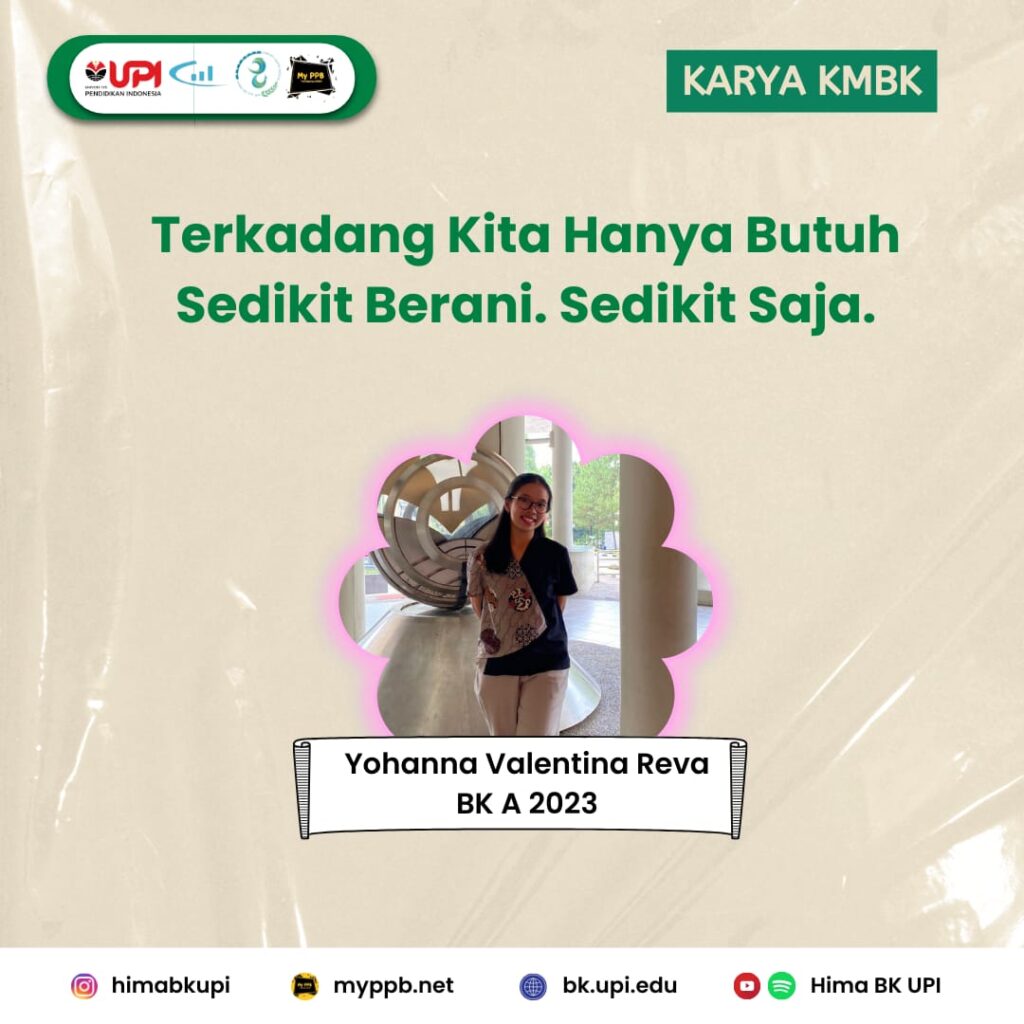 UPI
UNIVERSITAS
PENDIDIKAN INDONESIA
My PPB
KARYA KMBK
Terkadang Kita Hanya Butuh
Sedikit Berani. Sedikit Saja.
Yohanna Valentina Reva
BK A 2023
himabkupi
myppb.net
bk.upi.edu
Hima BK UPI